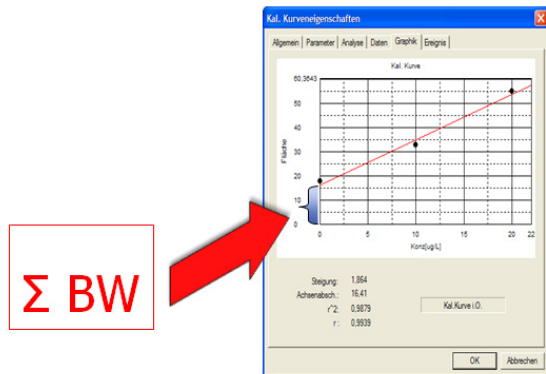 Kal. Kurveneigenschaften
Allgemein Parameter Analyse Daten Graphik Ereignis
Kal. Kurve
60,3643
50
40
30
20
10
0
Fläche
0 5 10 15 20 22
Konz[ug/L]
Σ BW
Steigung: 1,864
Achsenabsch.: 16,41
r^2: 0,9879
r: 0,9939
Kal.Kurve i.O.
OK Abbrechen